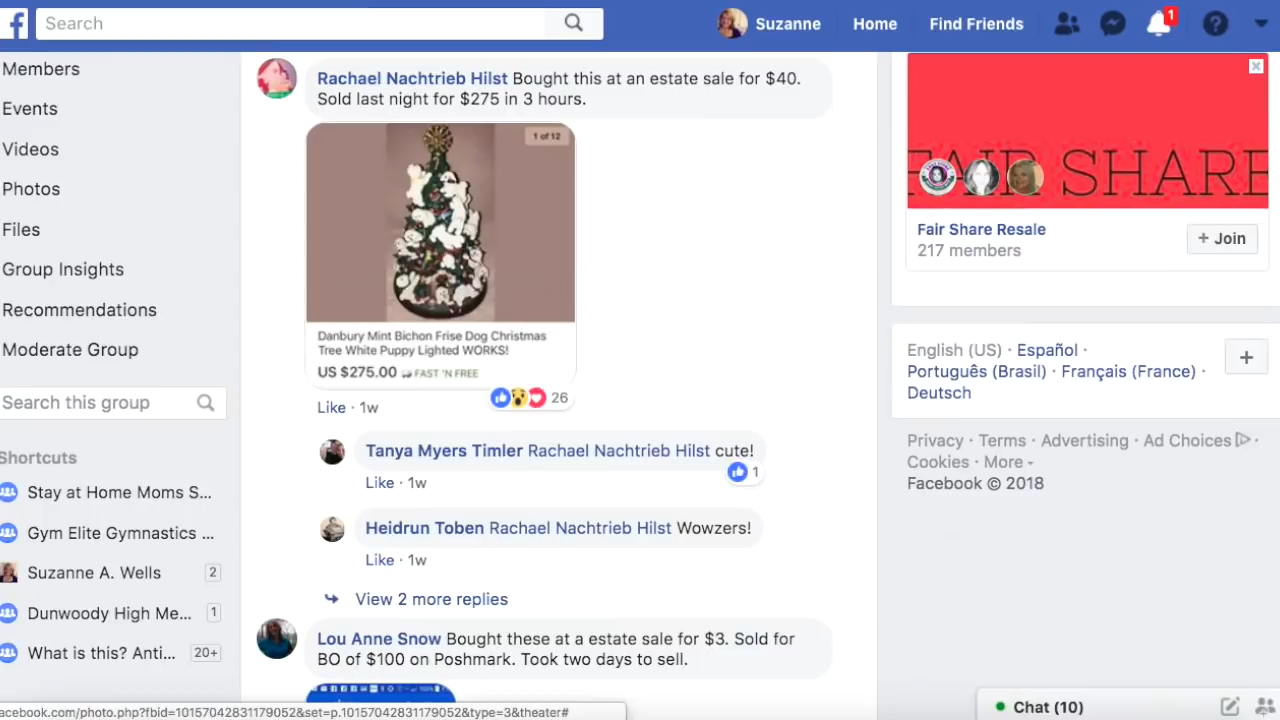 Search
Suzanne
Home
Find Friends
1
Members
Events
Videos
Photos
Files
Group Insights
Recommendations
Moderate Group
Search this group
Shortcuts
Stay at Home Moms S...
Gym Elite Gymnastics ...
Suzanne A. Wells 2
Dunwoody High Me... 1
What is this? Anti... 20+
Rachael Nachtrieb Hilst Bought this at an estate sale for $40.
Sold last night for $275 in 3 hours.
1 of 12
Danbury Mint Bichon Frise Dog Christmas
Tree White Puppy Lighted WORKS!
US $275.00 FAST 'N FREE
26
Like · 1w
Tanya Myers Timler Rachael Nachtrieb Hilst cute!
1
Like · 1w
Heidrun Toben Rachael Nachtrieb Hilst Wowzers!
Like · 1w
View 2 more replies
Lou Anne Snow Bought these at a estate sale for $3. Sold for
BO of $100 on Poshmark. Took two days to sell.
FAIR SHARE
Fair Share Resale
217 members
+ Join
English (US) · Español ·
Português (Brasil) · Français (France) ·
Deutsch
Privacy · Terms · Advertising · Ad Choices ·
Cookies · More
Facebook © 2018
Chat (10)
acebook.com/photo.php?fbid=10157042831179052&set=p.10157042831179052&type=3&theater#